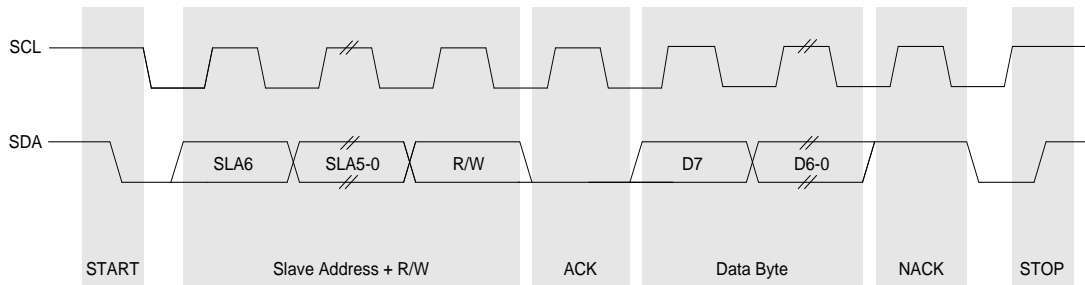 SCL
SDA
SLA6 SLA5-0 R/W D7 D6-0
START Slave Address + R/W ACK Data Byte NACK STOP